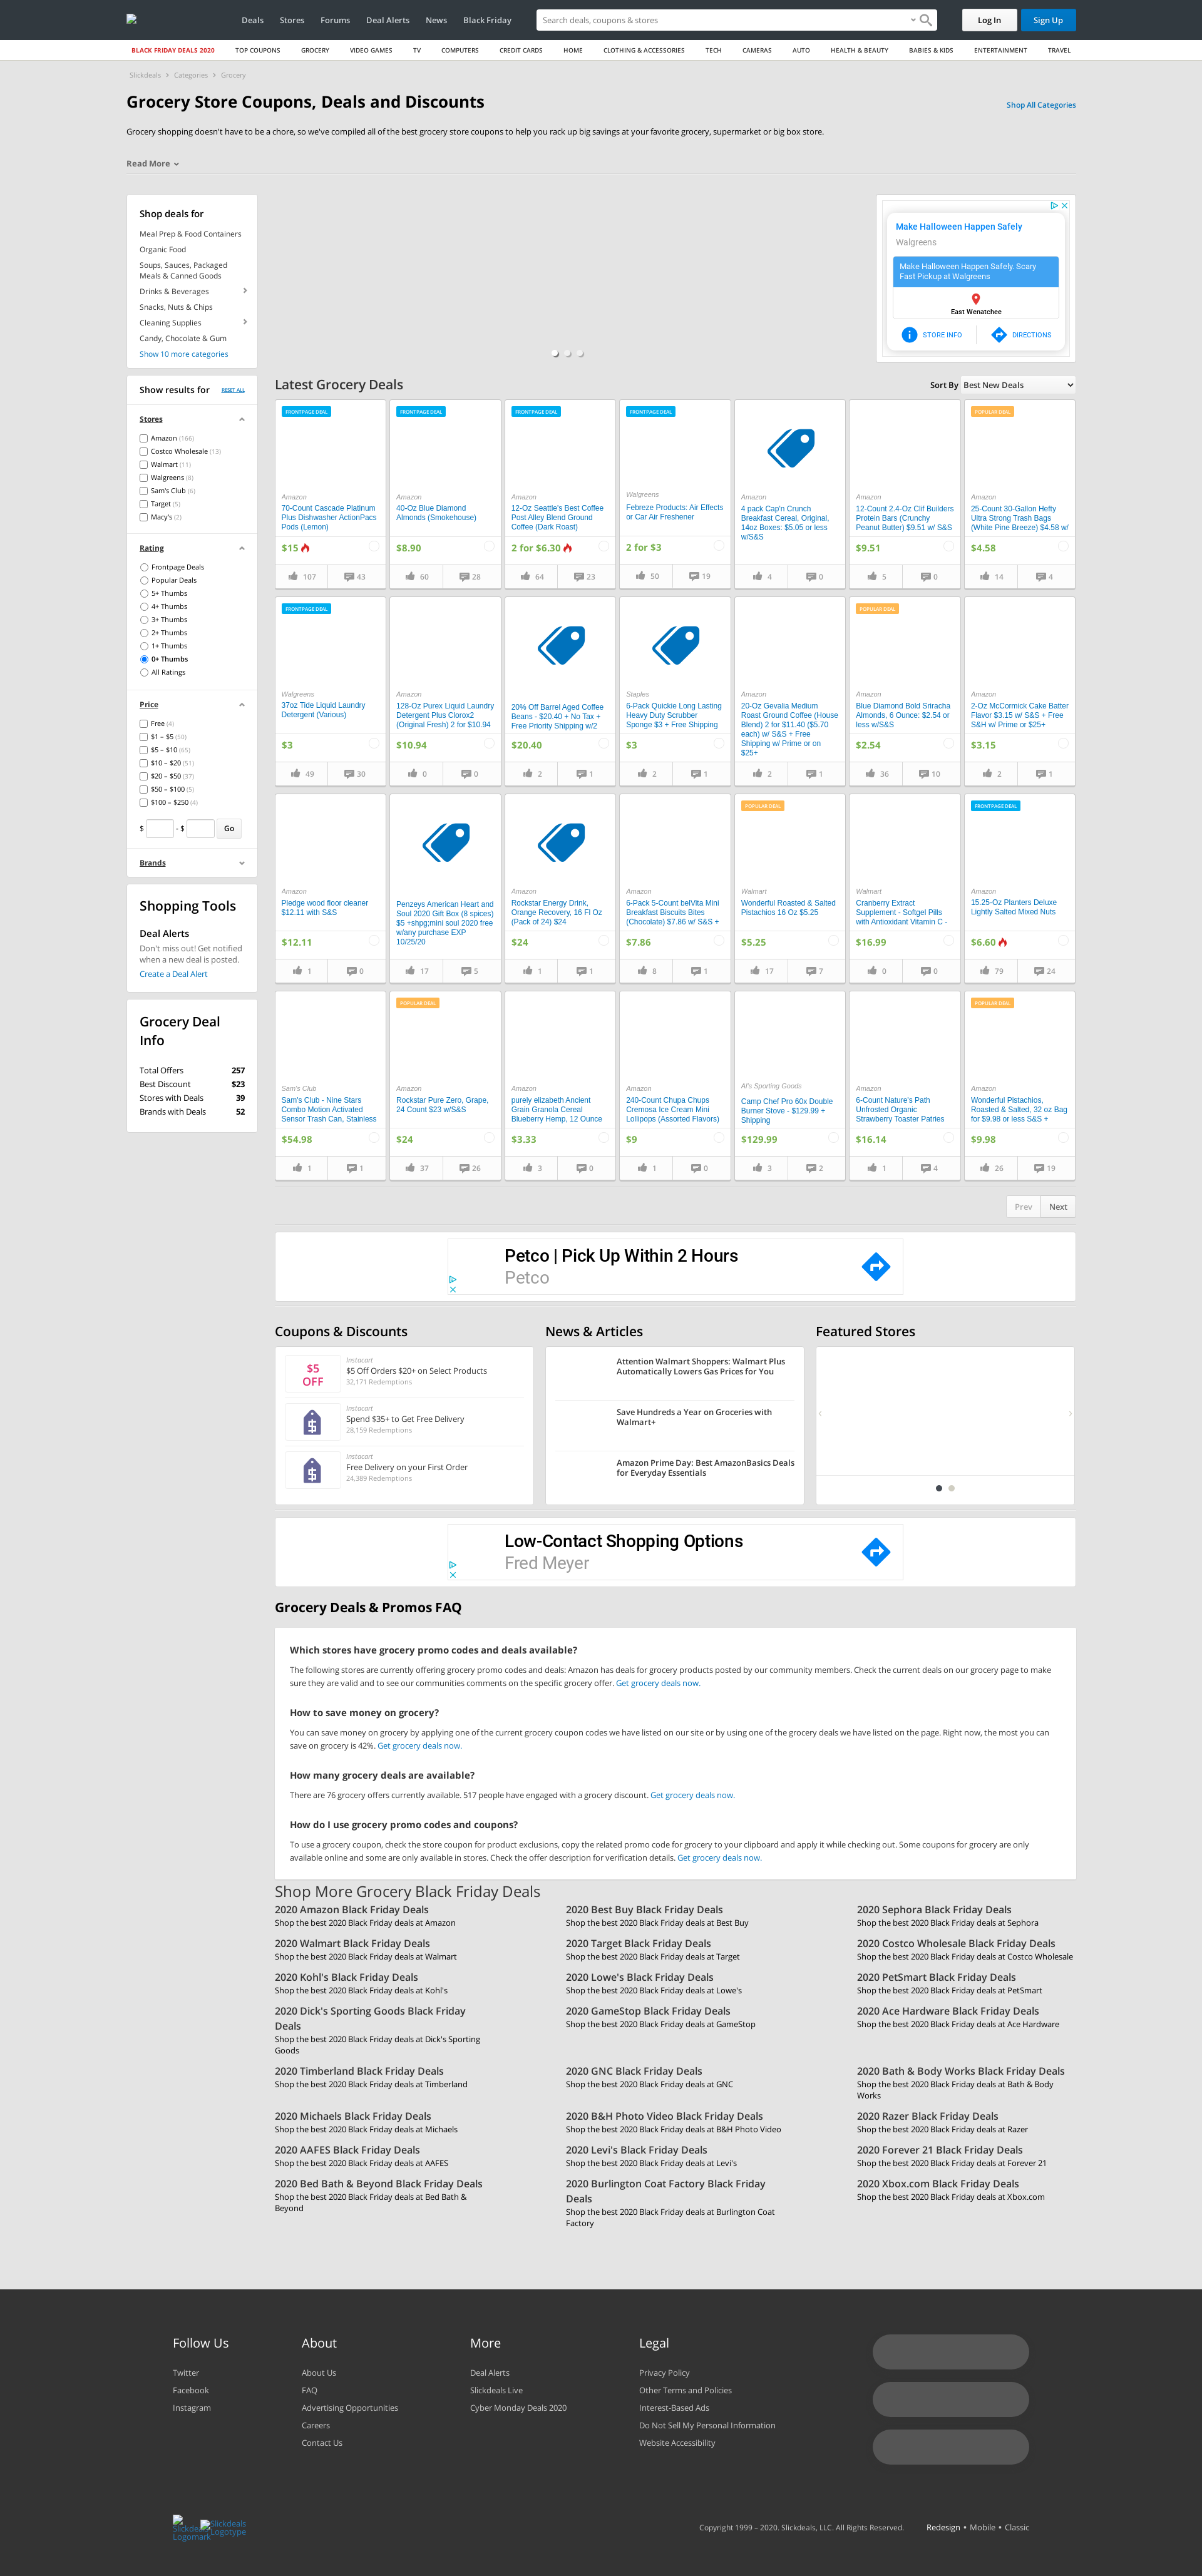 Deals Stores Forums Deal Alerts News Black Friday Search deals, coupons & stores Log In Sign Up
BLACK FRIDAY DEALS 2020 TOP COUPONS GROCERY VIDEO GAMES TV COMPUTERS CREDIT CARDS HOME CLOTHING & ACCESSORIES TECH CAMERAS AUTO HEALTH & BEAUTY BABIES & KIDS ENTERTAINMENT TRAVEL
Slickdeals › Categories › Grocery
Grocery Store Coupons, Deals and Discounts
Shop All Categories
Grocery shopping doesn't have to be a chore, so we've compiled all of the best grocery store coupons to help you rack up big savings at your favorite grocery, supermarket or big box store.
Read More
Shop deals for
Meal Prep & Food Containers
Organic Food
Soups, Sauces, Packaged
Meals & Canned Goods
Drinks & Beverages
Snacks, Nuts & Chips
Cleaning Supplies
Candy, Chocolate & Gum
Show 10 more categories
Make Halloween Happen Safely
Walgreens
Make Halloween Happen Safely. Scary
Fast Pickup at Walgreens
East Wenatchee
STORE INFO
DIRECTIONS
Show results for RESET ALL
Stores
Amazon (166)
Costco Wholesale (13)
Walmart (11)
Walgreens (8)
Sam's Club (6)
Target (5)
Macy's (2)
Rating
Frontpage Deals
Popular Deals
5+ Thumbs
4+ Thumbs
3+ Thumbs
2+ Thumbs
1+ Thumbs
0+ Thumbs
All Ratings
Price
Free (4)
$1 – $5 (50)
$5 – $10 (65)
$10 – $20 (51)
$20 – $50 (37)
$50 – $100 (5)
$100 – $250 (4)
$ - $ Go
Brands
Shopping Tools
Deal Alerts
Don't miss out! Get notified
when a new deal is posted.
Create a Deal Alert
Grocery Deal
Info
Total Offers 257
Best Discount $23
Stores with Deals 39
Brands with Deals 52
Latest Grocery Deals
Sort By Best New Deals
FRONTPAGE DEAL
Amazon
70-Count Cascade Platinum
Plus Dishwasher ActionPacs
Pods (Lemon)
$15
107 43
FRONTPAGE DEAL
Amazon
40-Oz Blue Diamond
Almonds (Smokehouse)
$8.90
60 28
FRONTPAGE DEAL
Amazon
12-Oz Seattle's Best Coffee
Post Alley Blend Ground
Coffee (Dark Roast)
2 for $6.30
64 23
FRONTPAGE DEAL
Walgreens
Febreze Products: Air Effects
or Car Air Freshener
2 for $3
50 19
Amazon
4 pack Cap'n Crunch
Breakfast Cereal, Original,
14oz Boxes: $5.05 or less
w/S&S
4 0
Amazon
12-Count 2.4-Oz Clif Builders
Protein Bars (Crunchy
Peanut Butter) $9.51 w/ S&S
$9.51
5 0
POPULAR DEAL
Amazon
25-Count 30-Gallon Hefty
Ultra Strong Trash Bags
(White Pine Breeze) $4.58 w/
$4.58
14 4
FRONTPAGE DEAL
Walgreens
37oz Tide Liquid Laundry
Detergent (Various)
$3
49 30
Amazon
128-Oz Purex Liquid Laundry
Detergent Plus Clorox2
(Original Fresh) 2 for $10.94
$10.94
0 0
20% Off Barrel Aged Coffee
Beans - $20.40 + No Tax +
Free Priority Shipping w/2
$20.40
2 1
Staples
6-Pack Quickie Long Lasting
Heavy Duty Scrubber
Sponge $3 + Free Shipping
$3
2 1
Amazon
20-Oz Gevalia Medium
Roast Ground Coffee (House
Blend) 2 for $11.40 ($5.70
each) w/ S&S + Free
Shipping w/ Prime or on
$25+
2 1
POPULAR DEAL
Amazon
Blue Diamond Bold Sriracha
Almonds, 6 Ounce: $2.54 or
less w/S&S
$2.54
36 10
Amazon
2-Oz McCormick Cake Batter
Flavor $3.15 w/ S&S + Free
S&H w/ Prime or $25+
$3.15
2 1
Amazon
Pledge wood floor cleaner
$12.11 with S&S
$12.11
1 0
Penzeys American Heart and
Soul 2020 Gift Box (8 spices)
$5 +shpg;mini soul 2020 free
w/any purchase EXP
10/25/20
17 5
Amazon
Rockstar Energy Drink,
Orange Recovery, 16 Fl Oz
(Pack of 24) $24
$24
1 1
Amazon
6-Pack 5-Count belVita Mini
Breakfast Biscuits Bites
(Chocolate) $7.86 w/ S&S +
$7.86
8 1
POPULAR DEAL
Walmart
Wonderful Roasted & Salted
Pistachios 16 Oz $5.25
$5.25
17 7
Walmart
Cranberry Extract
Supplement - Softgel Pills
with Antioxidant Vitamin C -
$16.99
0 0
FRONTPAGE DEAL
Amazon
15.25-Oz Planters Deluxe
Lightly Salted Mixed Nuts
$6.60
79 24
Sam's Club
Sam's Club - Nine Stars
Combo Motion Activated
Sensor Trash Can, Stainless
$54.98
1 1
POPULAR DEAL
Amazon
Rockstar Pure Zero, Grape,
24 Count $23 w/S&S
$24
37 26
Amazon
purely elizabeth Ancient
Grain Granola Cereal
Blueberry Hemp, 12 Ounce
$3.33
3 0
Amazon
240-Count Chupa Chups
Cremosa Ice Cream Mini
Lollipops (Assorted Flavors)
$9
1 0
Al's Sporting Goods
Camp Chef Pro 60x Double
Burner Stove - $129.99 +
Shipping
$129.99
3 2
Amazon
6-Count Nature's Path
Unfrosted Organic
Strawberry Toaster Patries
$16.14
1 4
POPULAR DEAL
Amazon
Wonderful Pistachios,
Roasted & Salted, 32 oz Bag
for $9.98 or less S&S +
$9.98
26 19
Prev Next
Petco | Pick Up Within 2 Hours
Petco
Coupons & Discounts
$5
OFF
Instacart
$5 Off Orders $20+ on Select Products
32,171 Redemptions
Instacart
Spend $35+ to Get Free Delivery
28,159 Redemptions
Instacart
Free Delivery on your First Order
24,389 Redemptions
News & Articles
Attention Walmart Shoppers: Walmart Plus
Automatically Lowers Gas Prices for You
Save Hundreds a Year on Groceries with
Walmart+
Amazon Prime Day: Best AmazonBasics Deals
for Everyday Essentials
Featured Stores
Low-Contact Shopping Options
Fred Meyer
Grocery Deals & Promos FAQ
Which stores have grocery promo codes and deals available?
The following stores are currently offering grocery promo codes and deals: Amazon has deals for grocery products posted by our community members. Check the current deals on our grocery page to make
sure they are valid and to see our communities comments on the specific grocery offer. Get grocery deals now.
How to save money on grocery?
You can save money on grocery by applying one of the current grocery coupon codes we have listed on our site or by using one of the grocery deals we have listed on the page. Right now, the most you can
save on grocery is 42%. Get grocery deals now.
How many grocery deals are available?
There are 76 grocery offers currently available. 517 people have engaged with a grocery discount. Get grocery deals now.
How do I use grocery promo codes and coupons?
To use a grocery coupon, check the store coupon for product exclusions, copy the related promo code for grocery to your clipboard and apply it while checking out. Some coupons for grocery are only
available online and some are only available in stores. Check the offer description for verification details. Get grocery deals now.
Shop More Grocery Black Friday Deals
2020 Amazon Black Friday Deals
Shop the best 2020 Black Friday deals at Amazon
2020 Best Buy Black Friday Deals
Shop the best 2020 Black Friday deals at Best Buy
2020 Sephora Black Friday Deals
Shop the best 2020 Black Friday deals at Sephora
2020 Walmart Black Friday Deals
Shop the best 2020 Black Friday deals at Walmart
2020 Target Black Friday Deals
Shop the best 2020 Black Friday deals at Target
2020 Costco Wholesale Black Friday Deals
Shop the best 2020 Black Friday deals at Costco Wholesale
2020 Kohl's Black Friday Deals
Shop the best 2020 Black Friday deals at Kohl's
2020 Lowe's Black Friday Deals
Shop the best 2020 Black Friday deals at Lowe's
2020 PetSmart Black Friday Deals
Shop the best 2020 Black Friday deals at PetSmart
2020 Dick's Sporting Goods Black Friday
Deals
Shop the best 2020 Black Friday deals at Dick's Sporting
Goods
2020 GameStop Black Friday Deals
Shop the best 2020 Black Friday deals at GameStop
2020 Ace Hardware Black Friday Deals
Shop the best 2020 Black Friday deals at Ace Hardware
2020 Timberland Black Friday Deals
Shop the best 2020 Black Friday deals at Timberland
2020 GNC Black Friday Deals
Shop the best 2020 Black Friday deals at GNC
2020 Bath & Body Works Black Friday Deals
Shop the best 2020 Black Friday deals at Bath & Body
Works
2020 Michaels Black Friday Deals
Shop the best 2020 Black Friday deals at Michaels
2020 B&H Photo Video Black Friday Deals
Shop the best 2020 Black Friday deals at B&H Photo Video
2020 Razer Black Friday Deals
Shop the best 2020 Black Friday deals at Razer
2020 AAFES Black Friday Deals
Shop the best 2020 Black Friday deals at AAFES
2020 Levi's Black Friday Deals
Shop the best 2020 Black Friday deals at Levi's
2020 Forever 21 Black Friday Deals
Shop the best 2020 Black Friday deals at Forever 21
2020 Bed Bath & Beyond Black Friday Deals
Shop the best 2020 Black Friday deals at Bed Bath &
Beyond
2020 Burlington Coat Factory Black Friday
Deals
Shop the best 2020 Black Friday deals at Burlington Coat
Factory
2020 Xbox.com Black Friday Deals
Shop the best 2020 Black Friday deals at Xbox.com
Follow Us
Twitter
Facebook
Instagram
About
About Us
FAQ
Advertising Opportunities
Careers
Contact Us
More
Deal Alerts
Slickdeals Live
Cyber Monday Deals 2020
Legal
Privacy Policy
Other Terms and Policies
Interest-Based Ads
Do Not Sell My Personal Information
Website Accessibility
Slickdeals
Logomark
Slickdeals
Logotype
Copyright 1999 – 2020. Slickdeals, LLC. All Rights Reserved. Redesign • Mobile • Classic